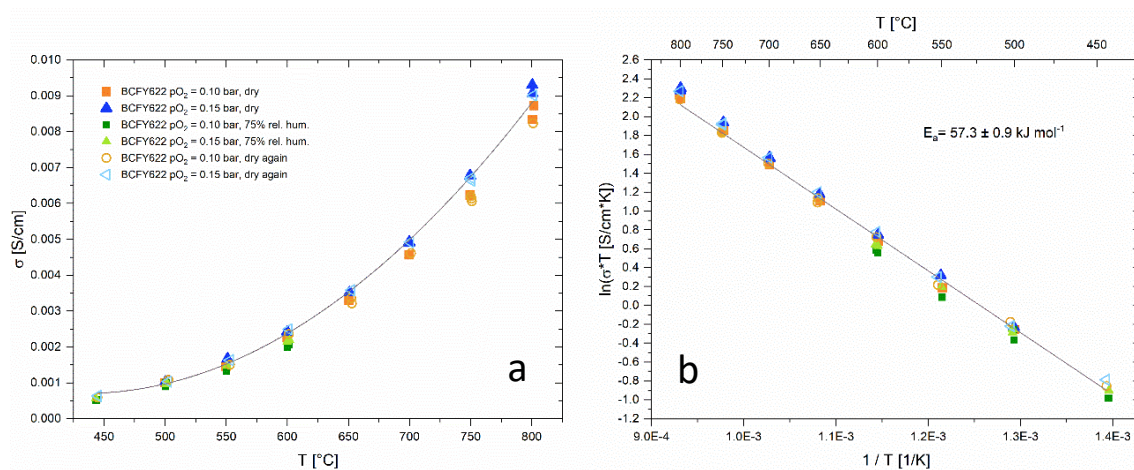 0.010
0.009
0.008
0.007
0.006
0.005
0.004
0.003
0.002
0.001
0.000
σ [S/cm]
BCFY622 pO₂ = 0.10 bar, dry
BCFY622 pO₂ = 0.15 bar, dry
BCFY622 pO₂ = 0.10 bar, 75% rel. hum.
BCFY622 pO₂ = 0.15 bar, 75% rel. hum.
BCFY622 pO₂ = 0.10 bar, dry again
BCFY622 pO₂ = 0.15 bar, dry again
a
450 500 550 600 650 700 750 800
T [°C]
T [°C]
800 750 700 650 600 550 500 450 400
2.6
2.4
2.2
2.0
1.8
1.6
1.4
1.2
1.0
0.8
0.6
0.4
0.2
0.0
-0.2
-0.4
-0.6
-0.8
-1.0
-1.2
ln(σ*T [S/cm*K])
Eₐ= 57.3 ± 0.9 kJ mol⁻¹
b
9.0E-4 1.0E-3 1.1E-3 1.2E-3 1.3E-3 1.4E-3
1 / T [1/K]